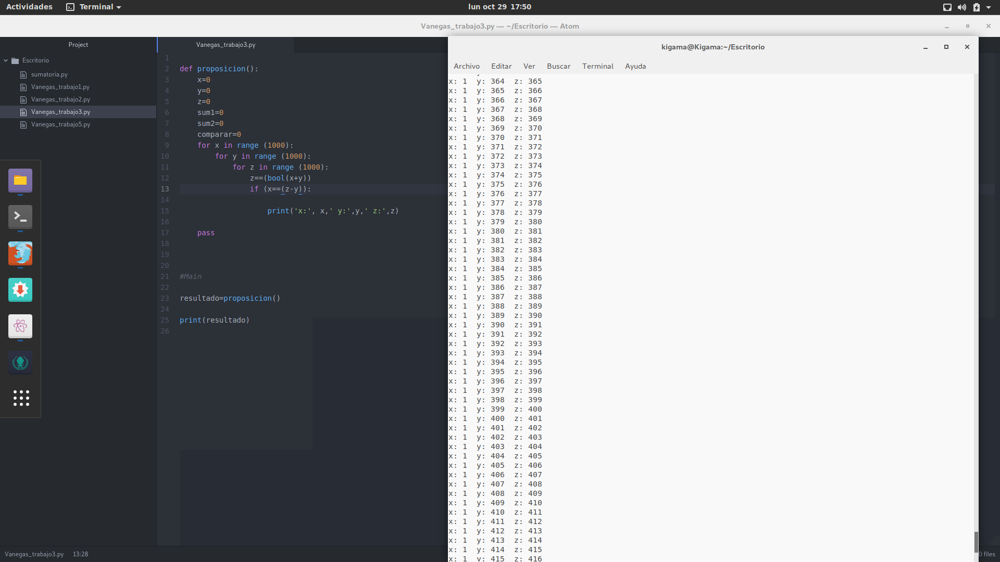 Actividades
Terminal
lun oct 29 17:50
Vanegas_trabajo3.py — ~/Escritorio — Atom
Project
Escritorio
sumatoria.py
Vanegas_trabajo1.py
Vanegas_trabajo2.py
Vanegas_trabajo3.py
Vanegas_trabajo5.py
Vanegas_trabajo3.py
1
2 def proposicion():
3     x=0
4     y=0
5     z=0
6     sum1=0
7     sum2=0
8     comparar=0
9     for x in range (1000):
10         for y in range (1000):
11             for z in range (1000):
12                 z==(bool(x+y))
13                 if (x==(z-y)):
14
15                     print('x:', x,' y:',y,' z:',z)
16
17     pass
18
19
20
21 #Main
22
23 resultado=proposicion()
24
25 print(resultado)
26
kigama@Kigama:~/Escritorio
Archivo Editar Ver Buscar Terminal Ayuda
x: 1  y: 364  z: 365
x: 1  y: 365  z: 366
x: 1  y: 366  z: 367
x: 1  y: 367  z: 368
x: 1  y: 368  z: 369
x: 1  y: 369  z: 370
x: 1  y: 370  z: 371
x: 1  y: 371  z: 372
x: 1  y: 372  z: 373
x: 1  y: 373  z: 374
x: 1  y: 374  z: 375
x: 1  y: 375  z: 376
x: 1  y: 376  z: 377
x: 1  y: 377  z: 378
x: 1  y: 378  z: 379
x: 1  y: 379  z: 380
x: 1  y: 380  z: 381
x: 1  y: 381  z: 382
x: 1  y: 382  z: 383
x: 1  y: 383  z: 384
x: 1  y: 384  z: 385
x: 1  y: 385  z: 386
x: 1  y: 386  z: 387
x: 1  y: 387  z: 388
x: 1  y: 388  z: 389
x: 1  y: 389  z: 390
x: 1  y: 390  z: 391
x: 1  y: 391  z: 392
x: 1  y: 392  z: 393
x: 1  y: 393  z: 394
x: 1  y: 394  z: 395
x: 1  y: 395  z: 396
x: 1  y: 396  z: 397
x: 1  y: 397  z: 398
x: 1  y: 398  z: 399
x: 1  y: 399  z: 400
x: 1  y: 400  z: 401
x: 1  y: 401  z: 402
x: 1  y: 402  z: 403
x: 1  y: 403  z: 404
x: 1  y: 404  z: 405
x: 1  y: 405  z: 406
x: 1  y: 406  z: 407
x: 1  y: 407  z: 408
x: 1  y: 408  z: 409
x: 1  y: 409  z: 410
x: 1  y: 410  z: 411
x: 1  y: 411  z: 412
x: 1  y: 412  z: 413
x: 1  y: 413  z: 414
x: 1  y: 414  z: 415
x: 1  y: 415  z: 416
Vanegas_trabajo3.py 13:28
0 files